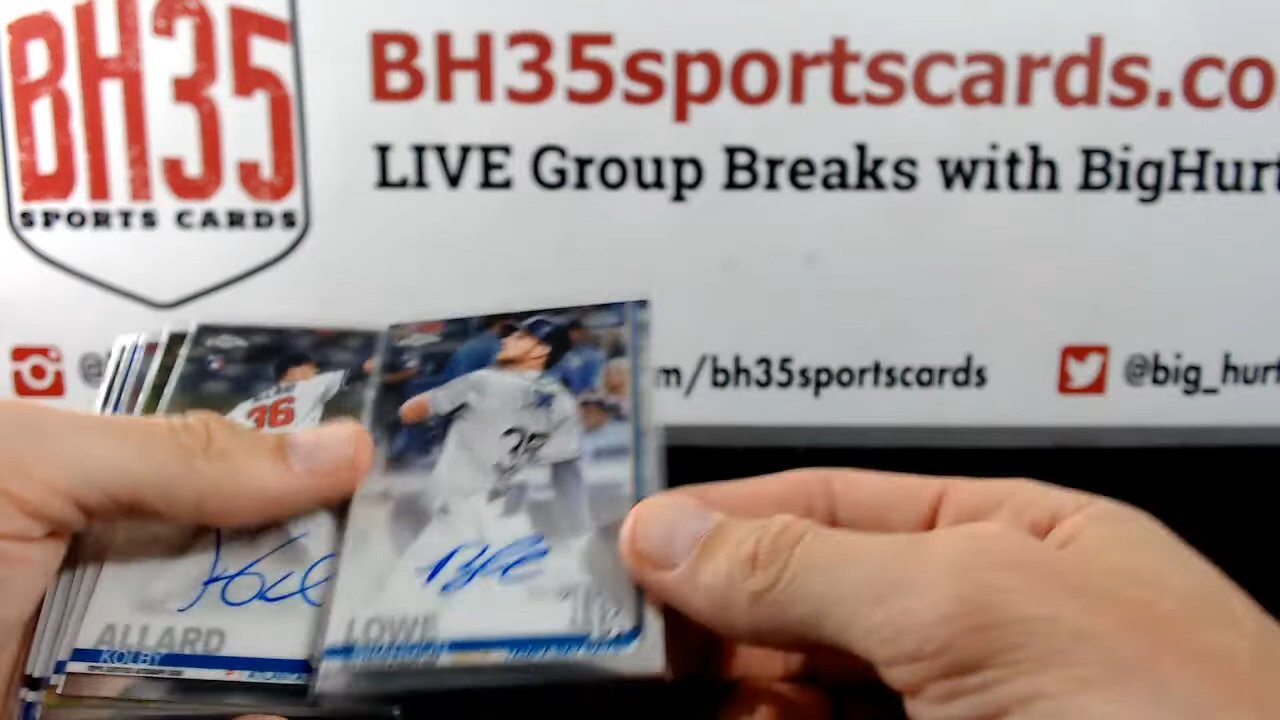 BH35
SPORTS CARDS
BH35sportscards.co
LIVE Group Breaks with BigHurt
@
m/bh35sportscards
@big_hurt
36
ALLARD
KOLBY
LOWE